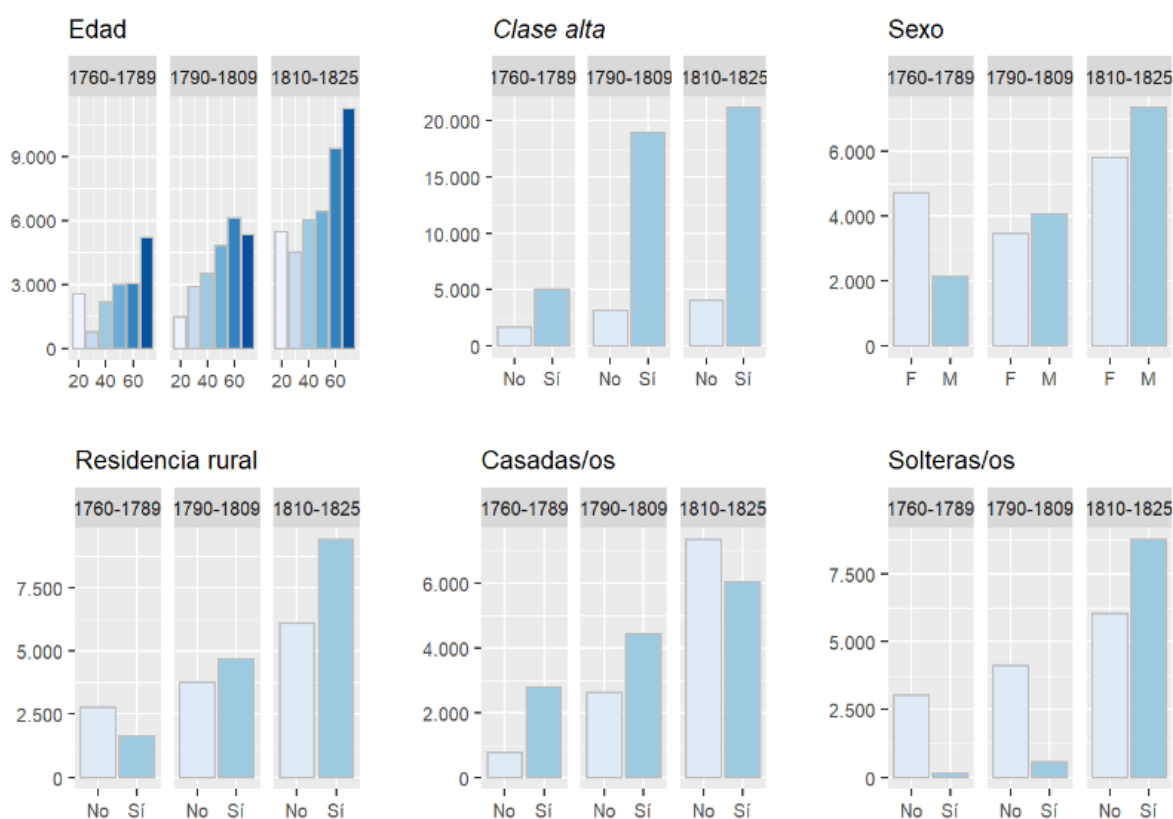 Edad
Clase alta
Sexo
1760-1789 1790-1809 1810-1825
1760-1789 1790-1809 1810-1825
1760-1789 1790-1809 1810-1825
9.000
6.000
3.000
0
20 40 60 20 40 60 20 40 60
20.000
15.000
10.000
5.000
0
No Sí No Sí No Sí
6.000
4.000
2.000
0
F M F M F M
Residencia rural
Casadas/os
Solteras/os
1760-1789 1790-1809 1810-1825
1760-1789 1790-1809 1810-1825
1760-1789 1790-1809 1810-1825
7.500
5.000
2.500
0
No Sí No Sí No Sí
6.000
4.000
2.000
0
No Sí No Sí No Sí
7.500
5.000
2.500
0
No Sí No Sí No Sí